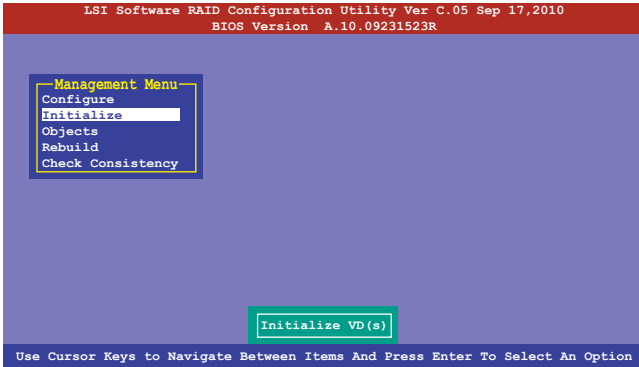 LSI Software RAID Configuration Utility Ver C.05 Sep 17,2010
BIOS Version A.10.09231523R
Management Menu
Configure
Initialize
Objects
Rebuild
Check Consistency
Initialize VD(s)
Use Cursor Keys to Navigate Between Items And Press Enter To Select An Option